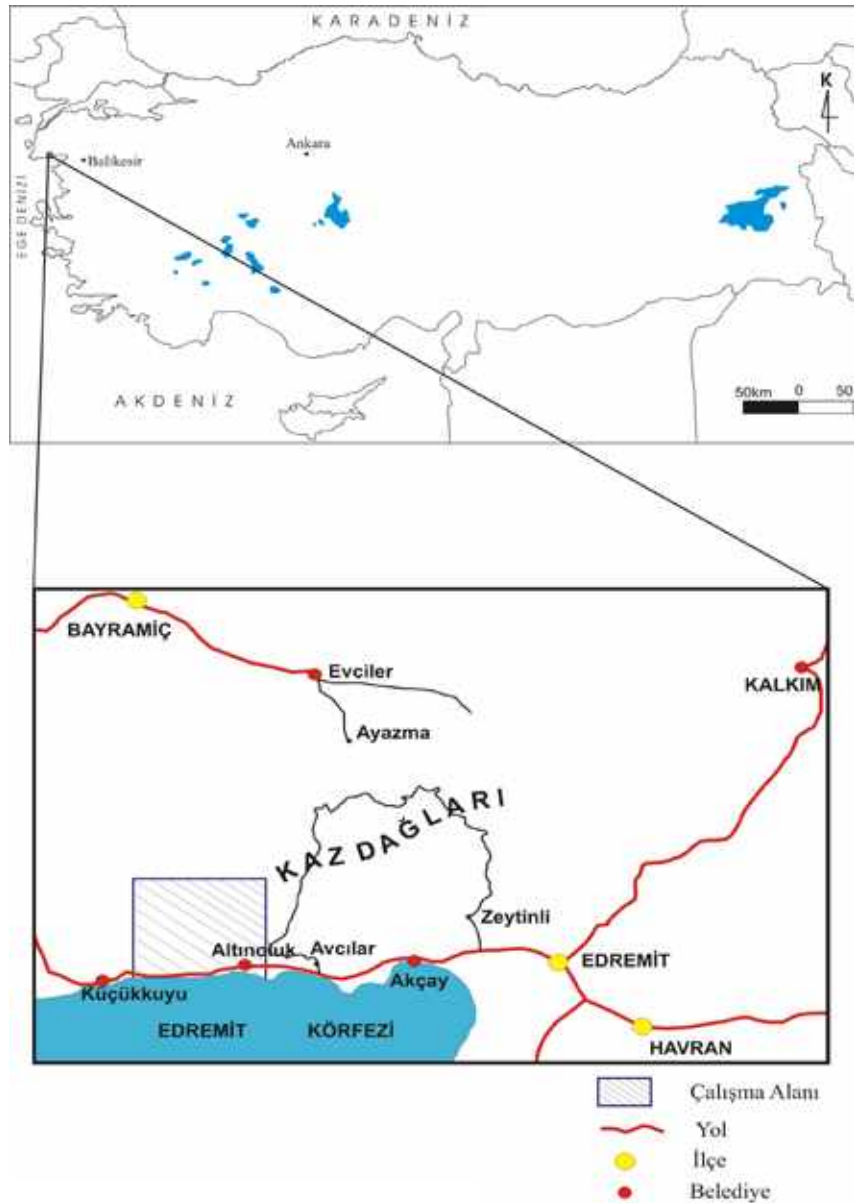 KARADENİZ
K
Ankara
Balıkesir
EGE DENİZİ
AKDENİZ
50km 0 50
BAYRAMİÇ
Evciler
KALKIM
Ayazma
KAZ DAĞLARI
Zeytinli
Altınoluk
Avcılar
EDREMİT
Küçükkuyu
Akçay
EDREMİT KÖRFEZİ
HAVRAN
Çalışma Alanı
Yol
İlçe
Belediye